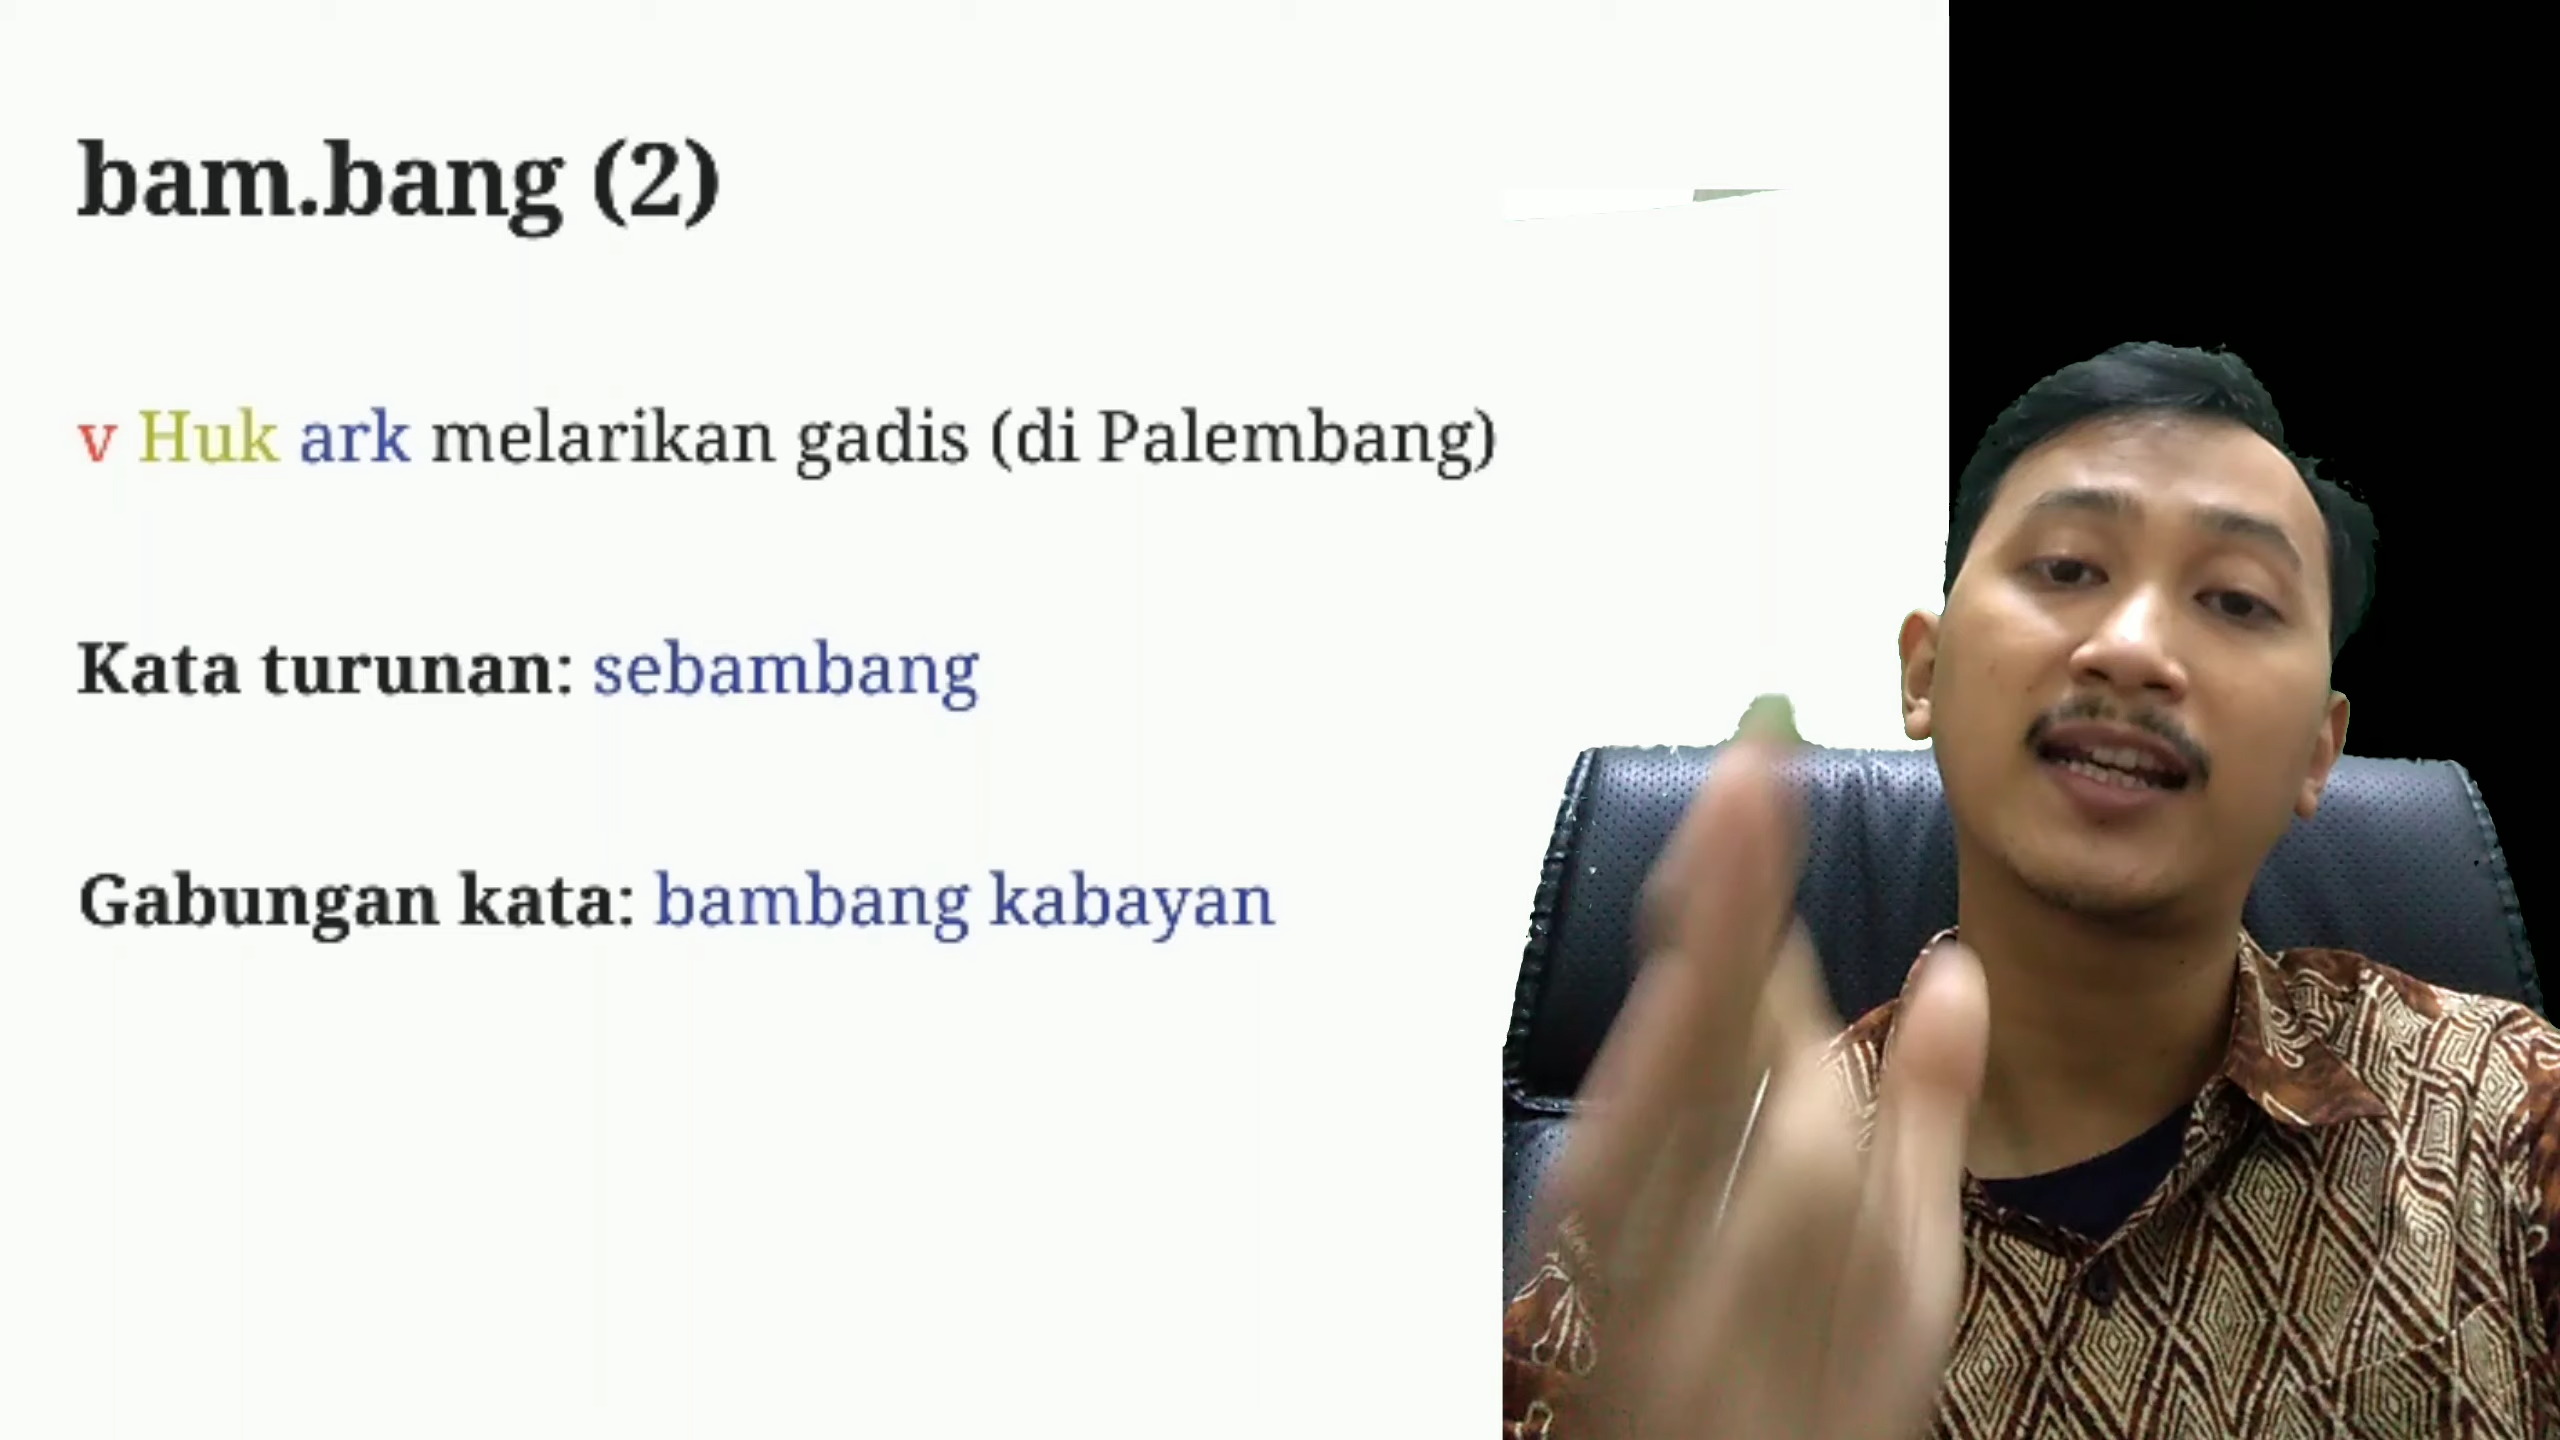 bam.bang (2)
v Huk ark melarikan gadis (di Palembang)
Kata turunan: sebambang
Gabungan kata: bambang kabayan